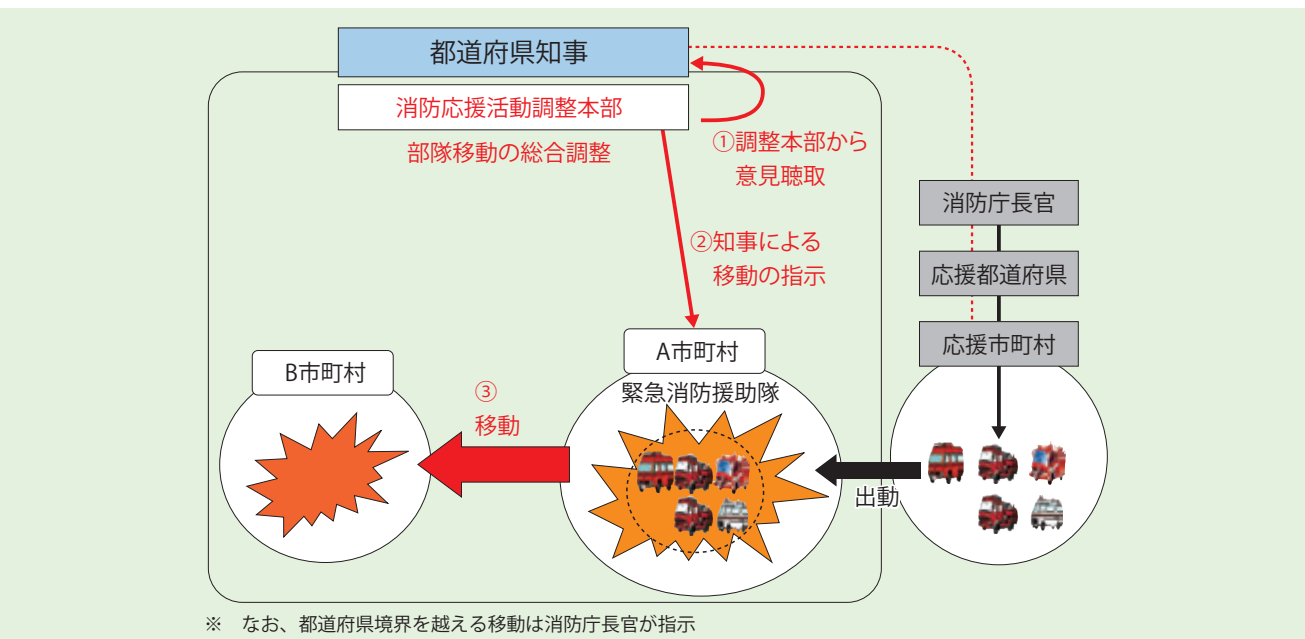 都道府県知事
消防応援活動調整本部
部隊移動の総合調整
①調整本部から
意見聴取
消防庁長官
②知事による
移動の指示
応援都道府県
応援市町村
A市町村
B市町村
緊急消防援助隊
③
移動
出動
※　なお、都道府県境界を越える移動は消防庁長官が指示